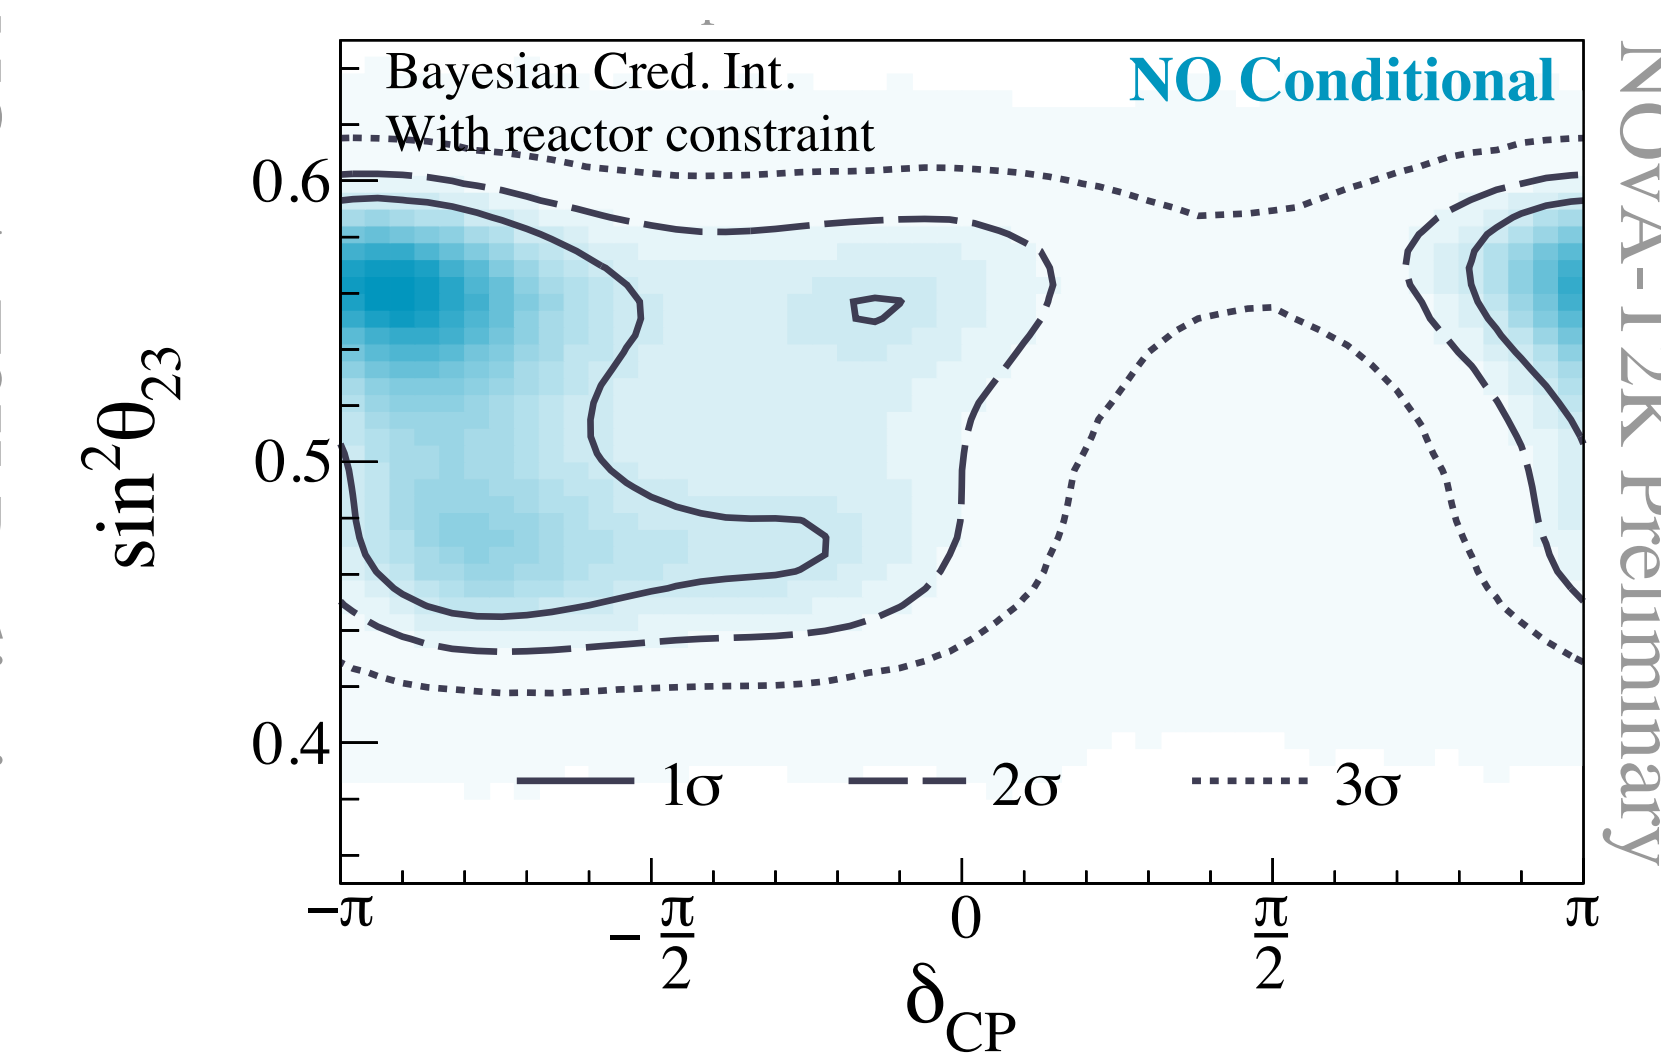 Bayesian Cred. Int.
NO Conditional
With reactor constraint
0.6
0.5
0.4
sin²θ₂₃
1σ
2σ
3σ
−π
−π/2
0
π/2
π
δCP
NOvA-T2K Preliminary